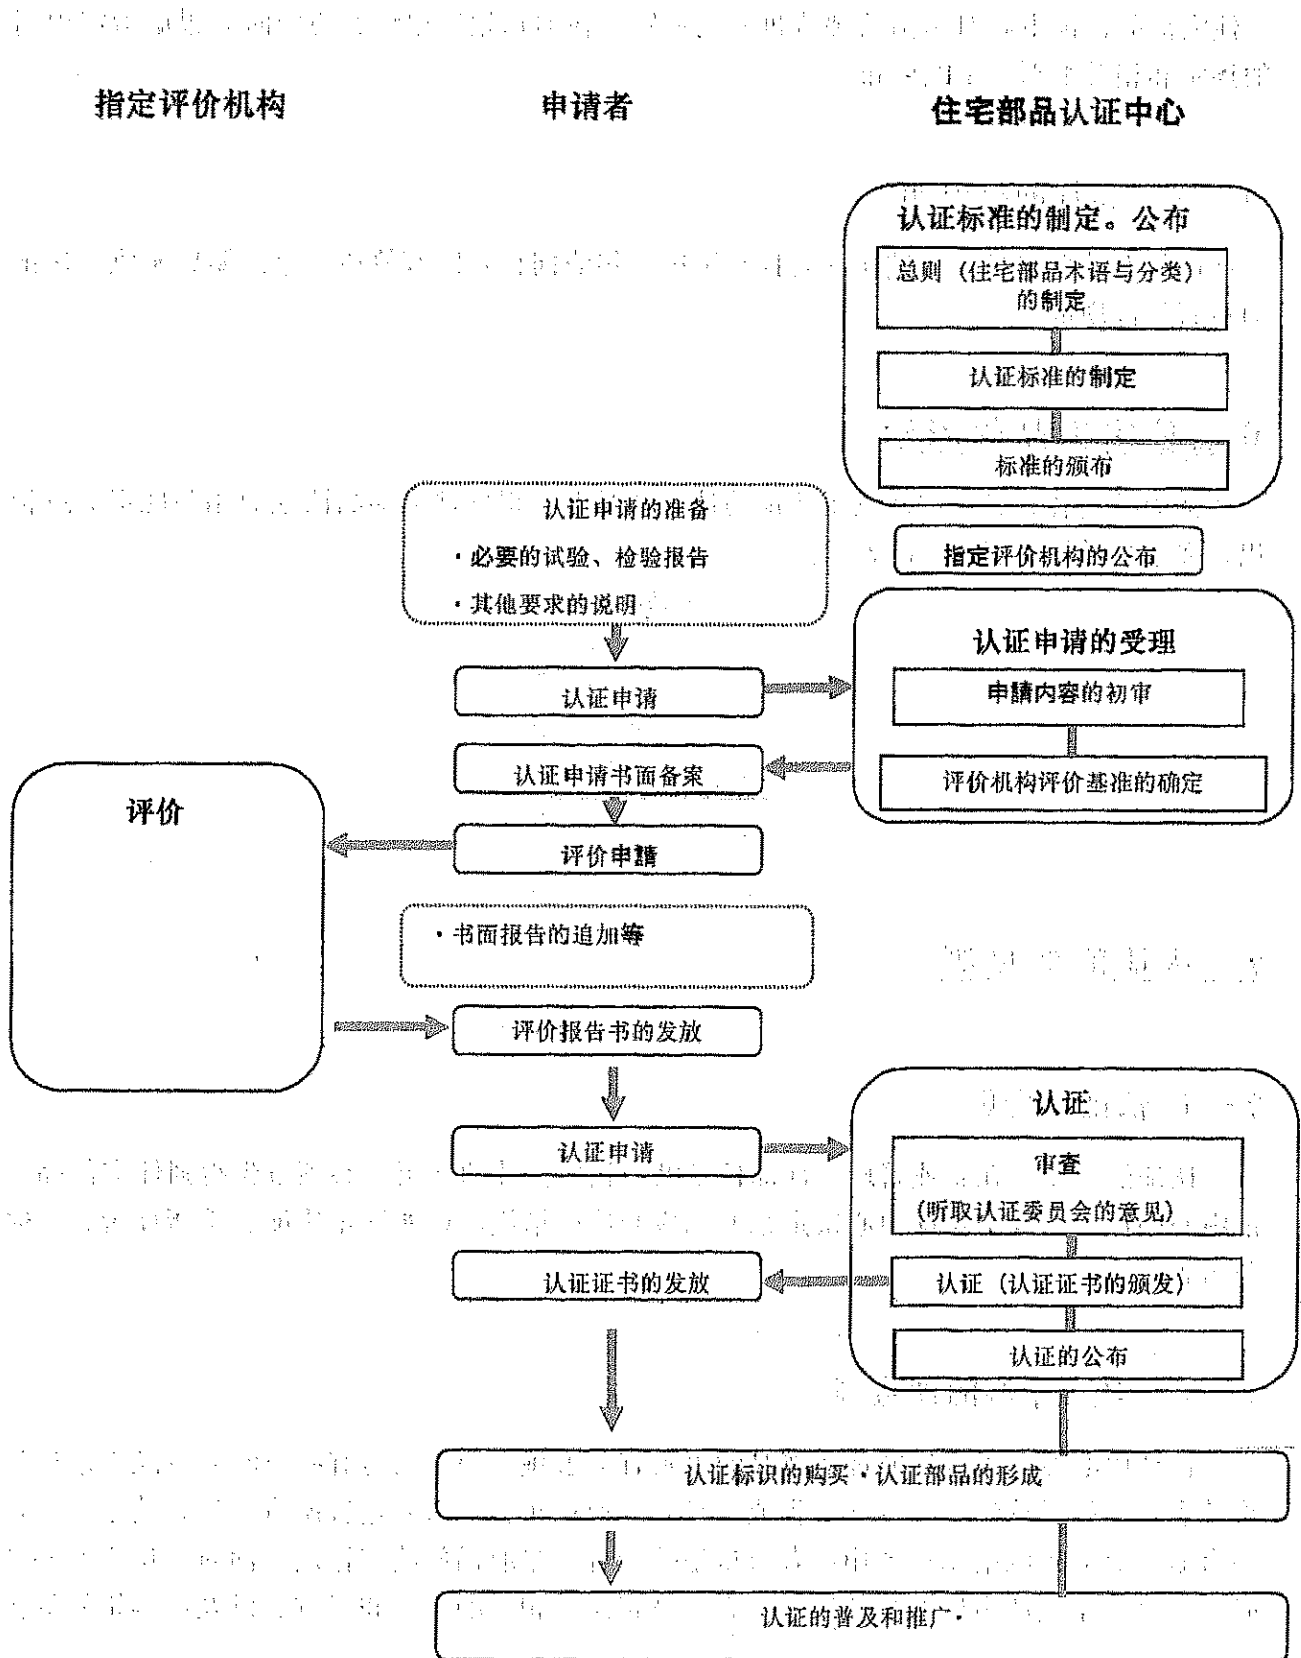 指定评价机构
申请者
住宅部品认证中心
认证标准的制定。公布
总则（住宅部品术语与分类）
的制定
认证标准的制定
标准的颁布
认证申请的准备
·必要的试验、检验报告
·其他要求的说明
指定评价机构的公布
认证申请的受理
认证申请
申請内容的初审
认证申请书面备案
评价机构评价基准的确定
评价
评价申請
·书面报告的追加等
评价报告书的发放
认证
认证申请
审查
（听取认证委员会的意见）
认证证书的发放
认证（认证证书的颁发）
认证的公布
认证标识的购买·认证部品的形成
认证的普及和推广·